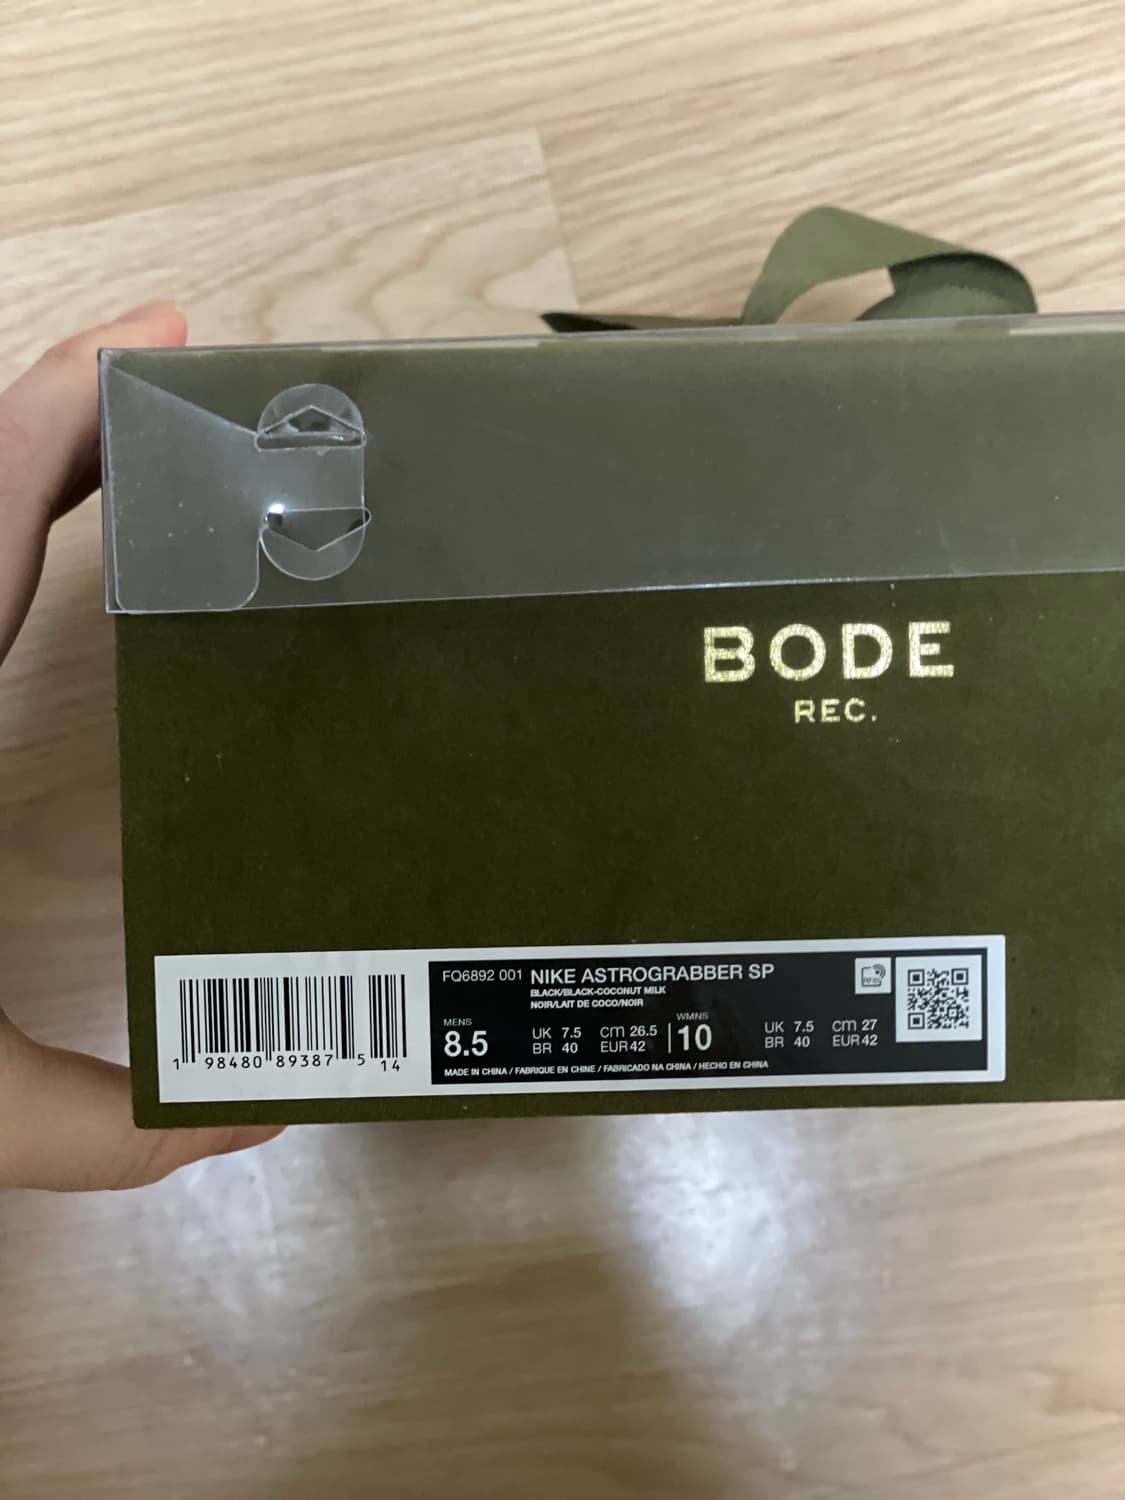 BODE
REC.
FQ6892 001 NIKE ASTROGRABBER SP
BLACK/BLACK-COCONUT MILK
NOIR/LAIT DE COCO/NOIR
RFID
MENS
8.5
UK 7.5 cm 26.5
BR 40 EUR 42
WMNS
10
UK 7.5 cm 27
BR 40 EUR 42
MADE IN CHINA / FABRIQUE EN CHINE / FABRICADO NA CHINA / HECHO EN CHINA
1 98480 89387 5 14